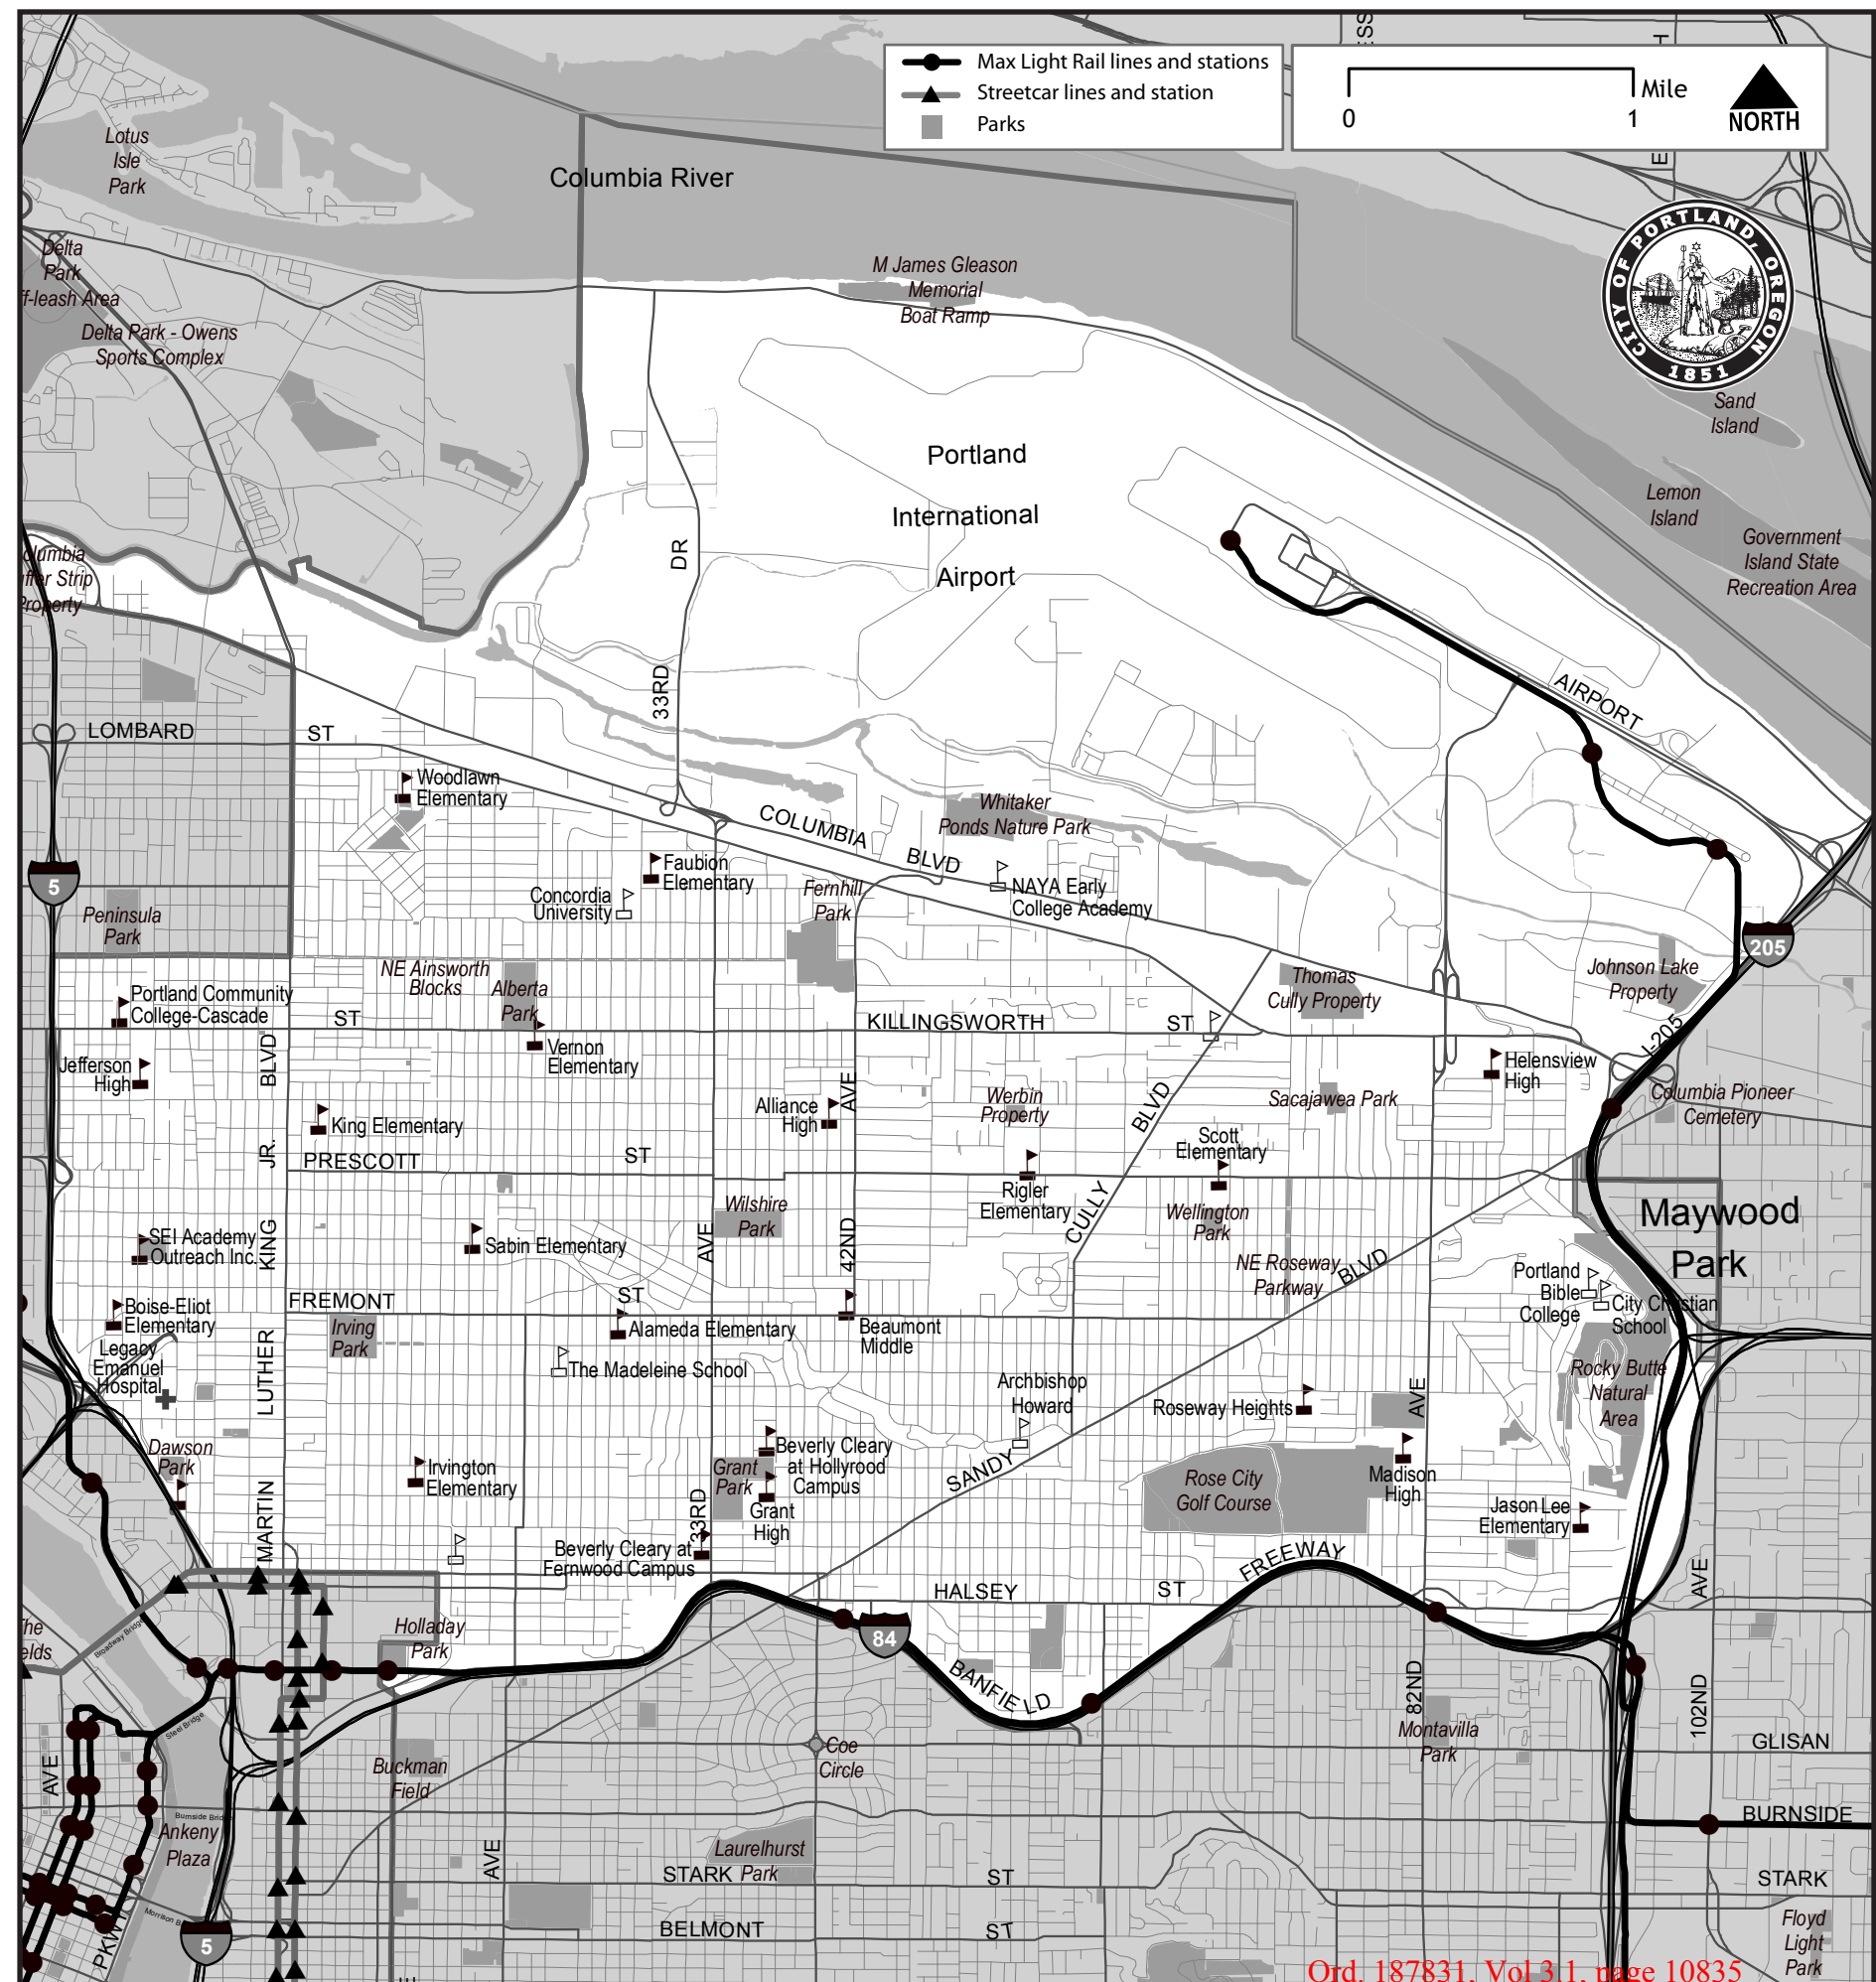 Max Light Rail lines and stations
Streetcar lines and station
Parks
0
1
Mile
NORTH
CITY OF PORTLAND, OREGON
1851
Lotus
Isle
Park
Columbia River
Delta
Park
ff-leash Area
Delta Park - Owens
Sports Complex
M James Gleason
Memorial
Boat Ramp
Sand
Island
Lemon
Island
Government
Island State
Recreation Area
Portland
International
Airport
DR
33RD
AIRPORT
LOMBARD
ST
Woodlawn
Elementary
COLUMBIA
BLVD
Whitaker
Ponds Nature Park
5
Faubion
Elementary
Concordia
University
Fernhill
Park
NAYA Early
College Academy
Peninsula
Park
205
NE Ainsworth
Blocks
Alberta
Park
Thomas
Cully Property
Johnson Lake
Property
Portland Community
College-Cascade
ST
KILLINGSWORTH
ST
I-205
Jefferson
High
BLVD
Vernon
Elementary
AVE
Helensview
High
Alliance
High
Werbin
Property
BLVD
Sacajawea Park
Columbia Pioneer
Cemetery
King Elementary
JR.
PRESCOTT
ST
Scott
Elementary
Rigler
Elementary
CULLY
Wilshire
Park
Wellington
Park
Maywood
Park
SEI Academy
Outreach Inc.
KING
Sabin Elementary
AVE
42ND
NE Roseway
Parkway
BLVD
Portland
Bible
College
City Christian
School
FREMONT
ST
Boise-Eliot
Elementary
Irving
Park
Alameda Elementary
Beaumont
Middle
Legacy
Emanuel
Hospital
LUTHER
The Madeleine School
Archbishop
Howard
Roseway Heights
AVE
Rocky Butte
Natural
Area
Dawson
Park
Irvington
Elementary
Beverly Cleary
at Hollyrood
Campus
Grant
Park
Grant
High
SANDY
Rose City
Golf Course
Madison
High
Jason Lee
Elementary
MARTIN
33RD
Beverly Cleary at
Fernwood Campus
HALSEY
ST
FREEWAY
AVE
Holladay
Park
Broadway Bridge
84
BANFIELD
82ND
102ND
Steel Bridge
Montavilla
Park
GLISAN
AVE
Buckman
Field
Coe
Circle
Burnside Bridge
Ankeny
Plaza
BURNSIDE
Laurelhurst
Park
AVE
STARK
ST
STARK
BELMONT
ST
PKWY
5
Floyd
Light
Park
Ord. 187831, Vol 3.1, page 10835